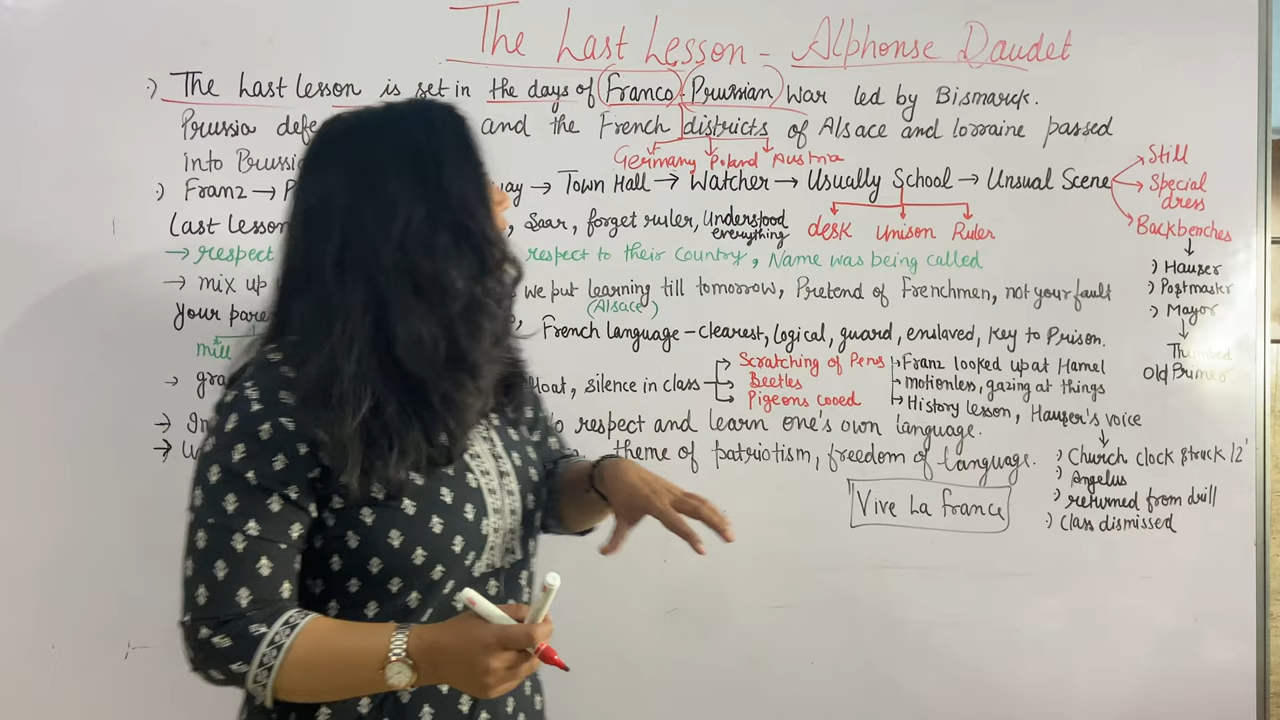 The Last Lesson - Alphonse Daudet
:) The Last lesson is set in the days of Franco-Prussian War led by Bismarck.
Prussia defe and the French districts of Alsace and lorraine passed
into Prussia
Germany Poland Austria
:) Franz → P way → Town Hall → Watcher → Usually School → Unsual Scene
Still
Special dress
Backbenches
Last lesson , Saar, forget ruler, Understood everything
desk unison Ruler
→ respect respect to their country, Name was being called
:) Hauser
:) Postmaster
:) Mayor
Thumbed
Old Primer
→ mix up we put learning till tomorrow, Pretend of Frenchmen, not your fault
(Alsace)
your pare French language - clearest, logical, guard, enslaved, key to Prison.
mill
→ gra float, silence in class
Scratching of Pens
Beetles
Pigeons cooed
Franz looked up at Hamel
motionless, gazing at things
History lesson, Hauser's voice
→ In to respect and learn one's own language.
→ theme of patriotism, freedom of language.
:) Church clock struck 12
:) Angelus
:) returned from drill
:) Class dismissed
Vive La France